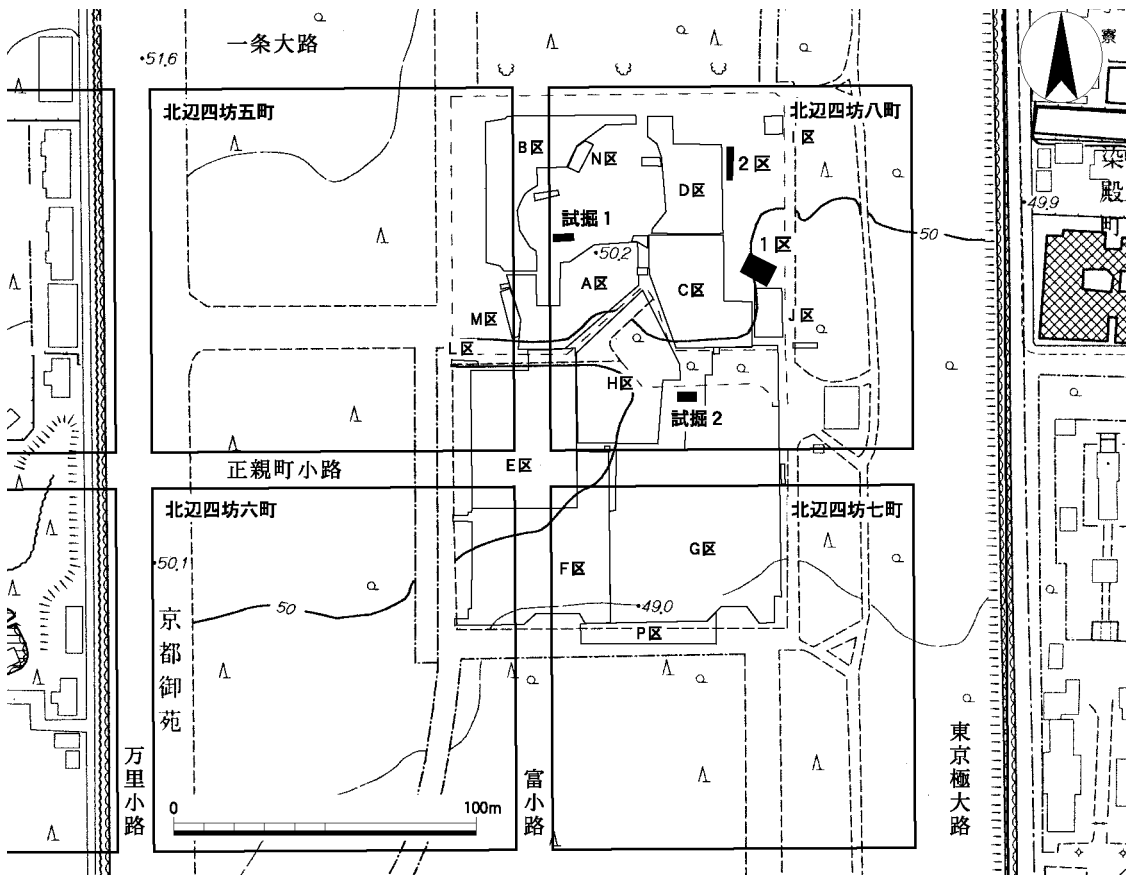 一条大路
51.6
寮
北辺四坊五町
北辺四坊八町
B区
N区
2区
区
染殿町
D区
49.9
試掘1
50.2
1区
50
A区
C区
M区
J区
L区
H区
試掘2
正親町小路
E区
北辺四坊六町
北辺四坊七町
50.1
F区
G区
50
49.0
P区
京都御苑
万里小路
富小路
東京極大路
0
100m